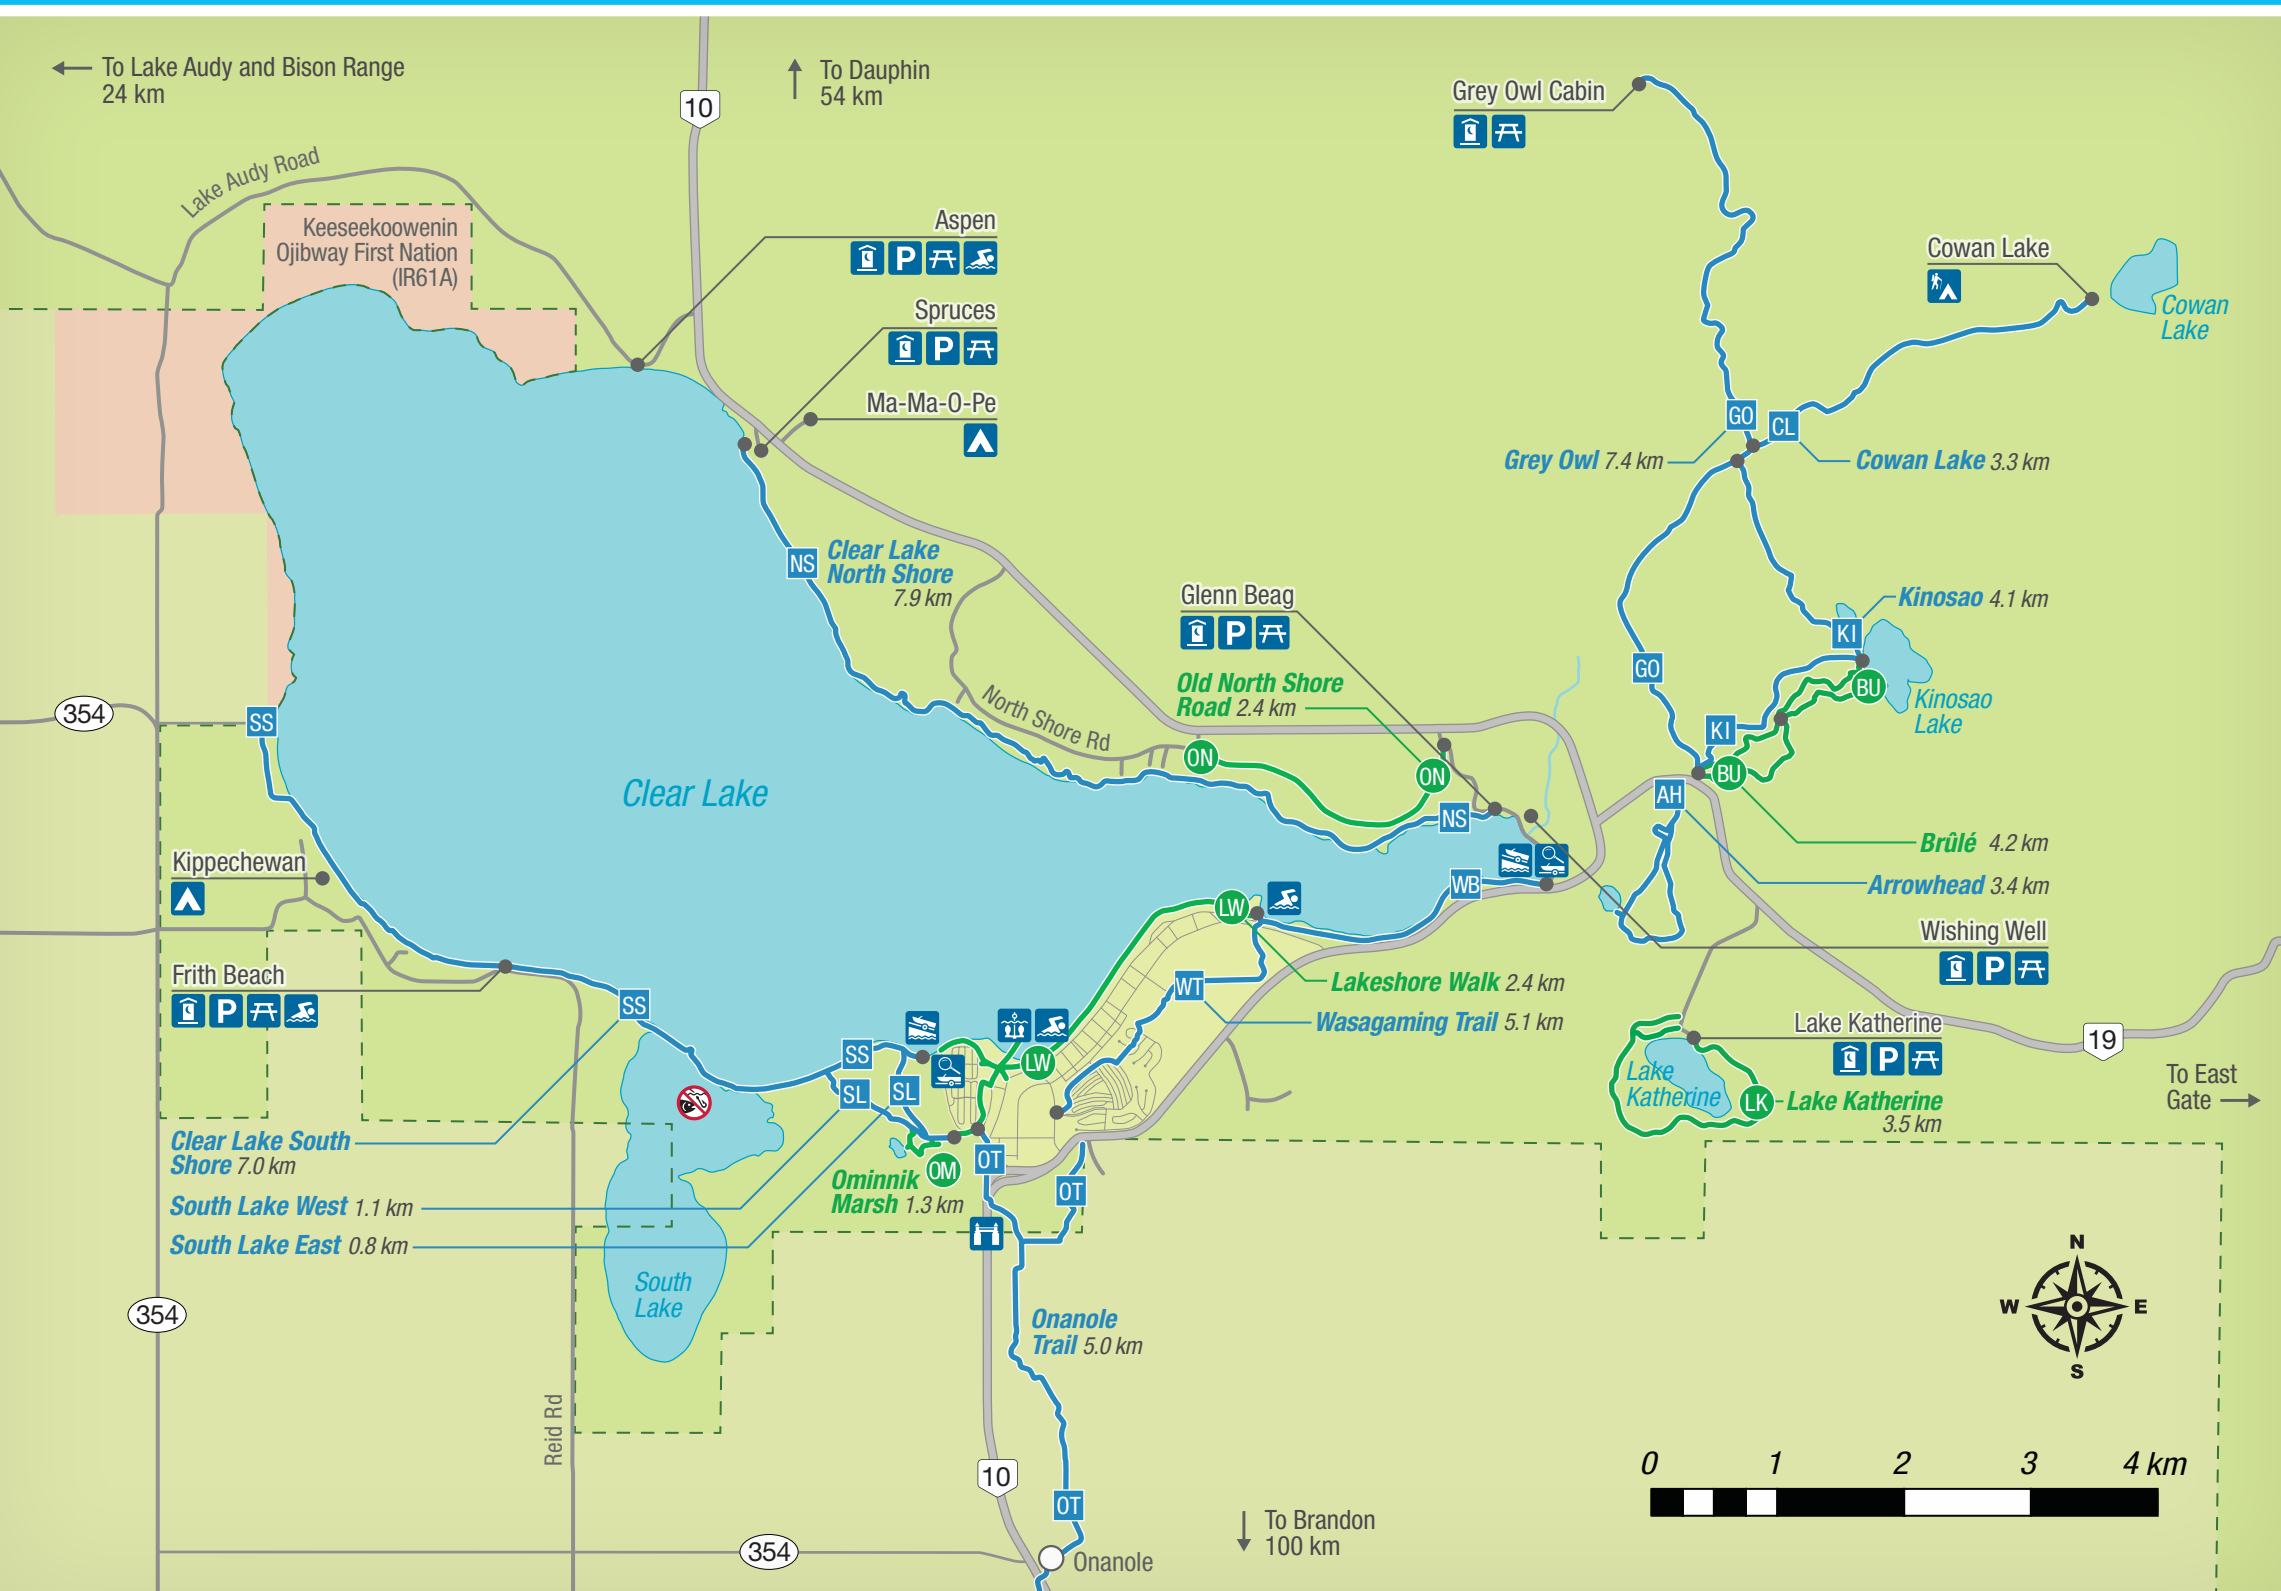 To Lake Audy and Bison Range
24 km
To Dauphin
54 km
10
Grey Owl Cabin
Lake Audy Road
Keeseekoowenin
Ojibway First Nation
(IR61A)
Aspen
P
Spruces
P
Ma-Ma-O-Pe
Cowan Lake
Cowan
Lake
GO
CL
Grey Owl 7.4 km
Cowan Lake 3.3 km
NS
Clear Lake
North Shore
7.9 km
Glenn Beag
P
Kinosao 4.1 km
KI
GO
BU
Kinosao
Lake
Old North Shore
Road 2.4 km
North Shore Rd
354
SS
KI
ON
ON
BU
AH
Clear Lake
NS
Brûlé 4.2 km
Arrowhead 3.4 km
Kippechewan
WB
LW
Wishing Well
P
Frith Beach
P
SS
WT
Lakeshore Walk 2.4 km
Wasagaming Trail 5.1 km
Lake Katherine
P
19
SS
LW
SL
SL
Lake
Katherine
LK
Lake Katherine
3.5 km
To East
Gate
Clear Lake South
Shore 7.0 km
South Lake West 1.1 km
South Lake East 0.8 km
OM
Ominnik
Marsh 1.3 km
OT
OT
South
Lake
354
Onanole
Trail 5.0 km
N
W
E
S
Reid Rd
10
OT
0 1 2 3 4 km
354
To Brandon
100 km
Onanole